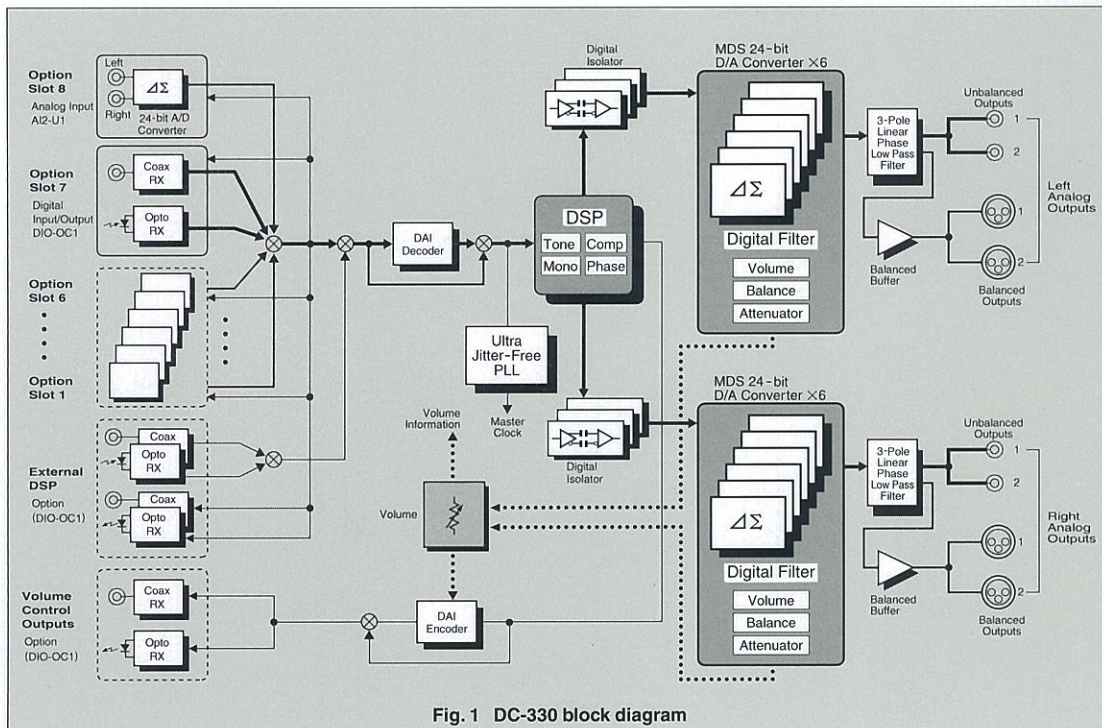 Option
Slot 8
Analog Input
AI2-U1
Left
Right
ΔΣ
24-bit A/D
Converter
Option
Slot 7
Digital
Input/Output
DIO-OC1
Coax
RX
Opto
RX
Option
Slot 6
Option
Slot 1
External
DSP
Option
(DIO-OC1)
Coax
Opto
RX
Coax
Opto
RX
Volume
Control
Outputs
Option
(DIO-OC1)
Coax
RX
Opto
RX
DAI
Decoder
Ultra
Jitter-Free
PLL
Master
Clock
Volume
Information
Volume
DAI
Encoder
Digital
Isolator
DSP
Tone
Comp
Mono
Phase
Digital
Isolator
MDS 24-bit
D/A Converter ×6
ΔΣ
Digital Filter
Volume
Balance
Attenuator
3-Pole
Linear
Phase
Low Pass
Filter
Unbalanced
Outputs
1
2
Left
Analog
Outputs
1
2
Balanced
Buffer
Balanced
Outputs
MDS 24-bit
D/A Converter ×6
ΔΣ
Digital Filter
Volume
Balance
Attenuator
3-Pole
Linear
Phase
Low Pass
Filter
Unbalanced
Outputs
1
2
Right
Analog
Outputs
1
2
Balanced
Buffer
Balanced
Outputs
Fig. 1 DC-330 block diagram